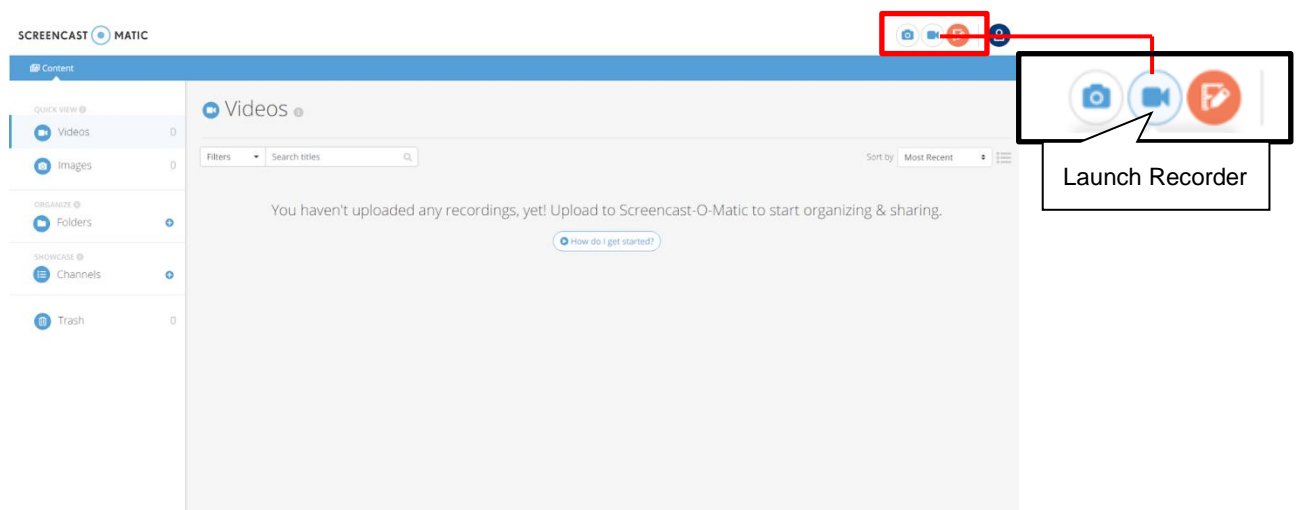 SCREENCAST MATIC
Content
QUICK VIEW
Videos 0
Images 0
ORGANIZE
Folders
SHOWCASE
Channels
Trash 0
Videos
Filters Search titles
Sort by Most Recent
You haven't uploaded any recordings, yet! Upload to Screencast-O-Matic to start organizing & sharing.
How do I get started?
Launch Recorder